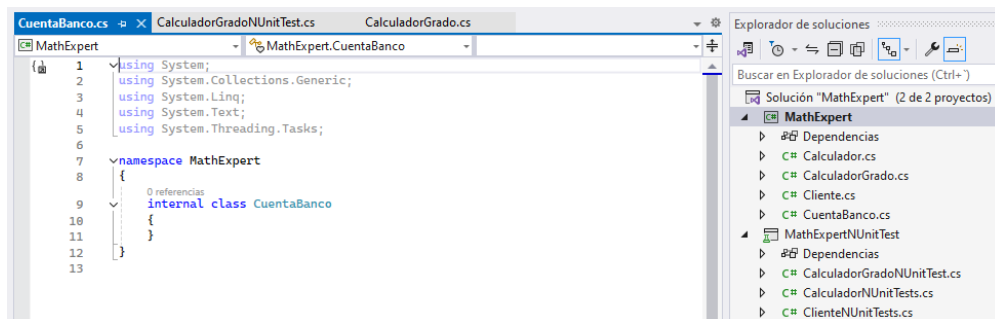 CuentaBanco.cs CalculadorGradoNUnitTest.cs CalculadorGrado.cs
MathExpert MathExpert.CuentaBanco
1 using System;
2 using System.Collections.Generic;
3 using System.Linq;
4 using System.Text;
5 using System.Threading.Tasks;
6
7 namespace MathExpert
8 {
0 referencias
9 internal class CuentaBanco
10 {
11 }
12 }
13
Explorador de soluciones
Buscar en Explorador de soluciones (Ctrl+`)
Solución "MathExpert" (2 de 2 proyectos)
C# MathExpert
Dependencias
C# Calculador.cs
C# CalculadorGrado.cs
C# Cliente.cs
C# CuentaBanco.cs
MathExpertNUnitTest
Dependencias
C# CalculadorGradoNUnitTest.cs
C# CalculadorNUnitTests.cs
C# ClienteNUnitTests.cs